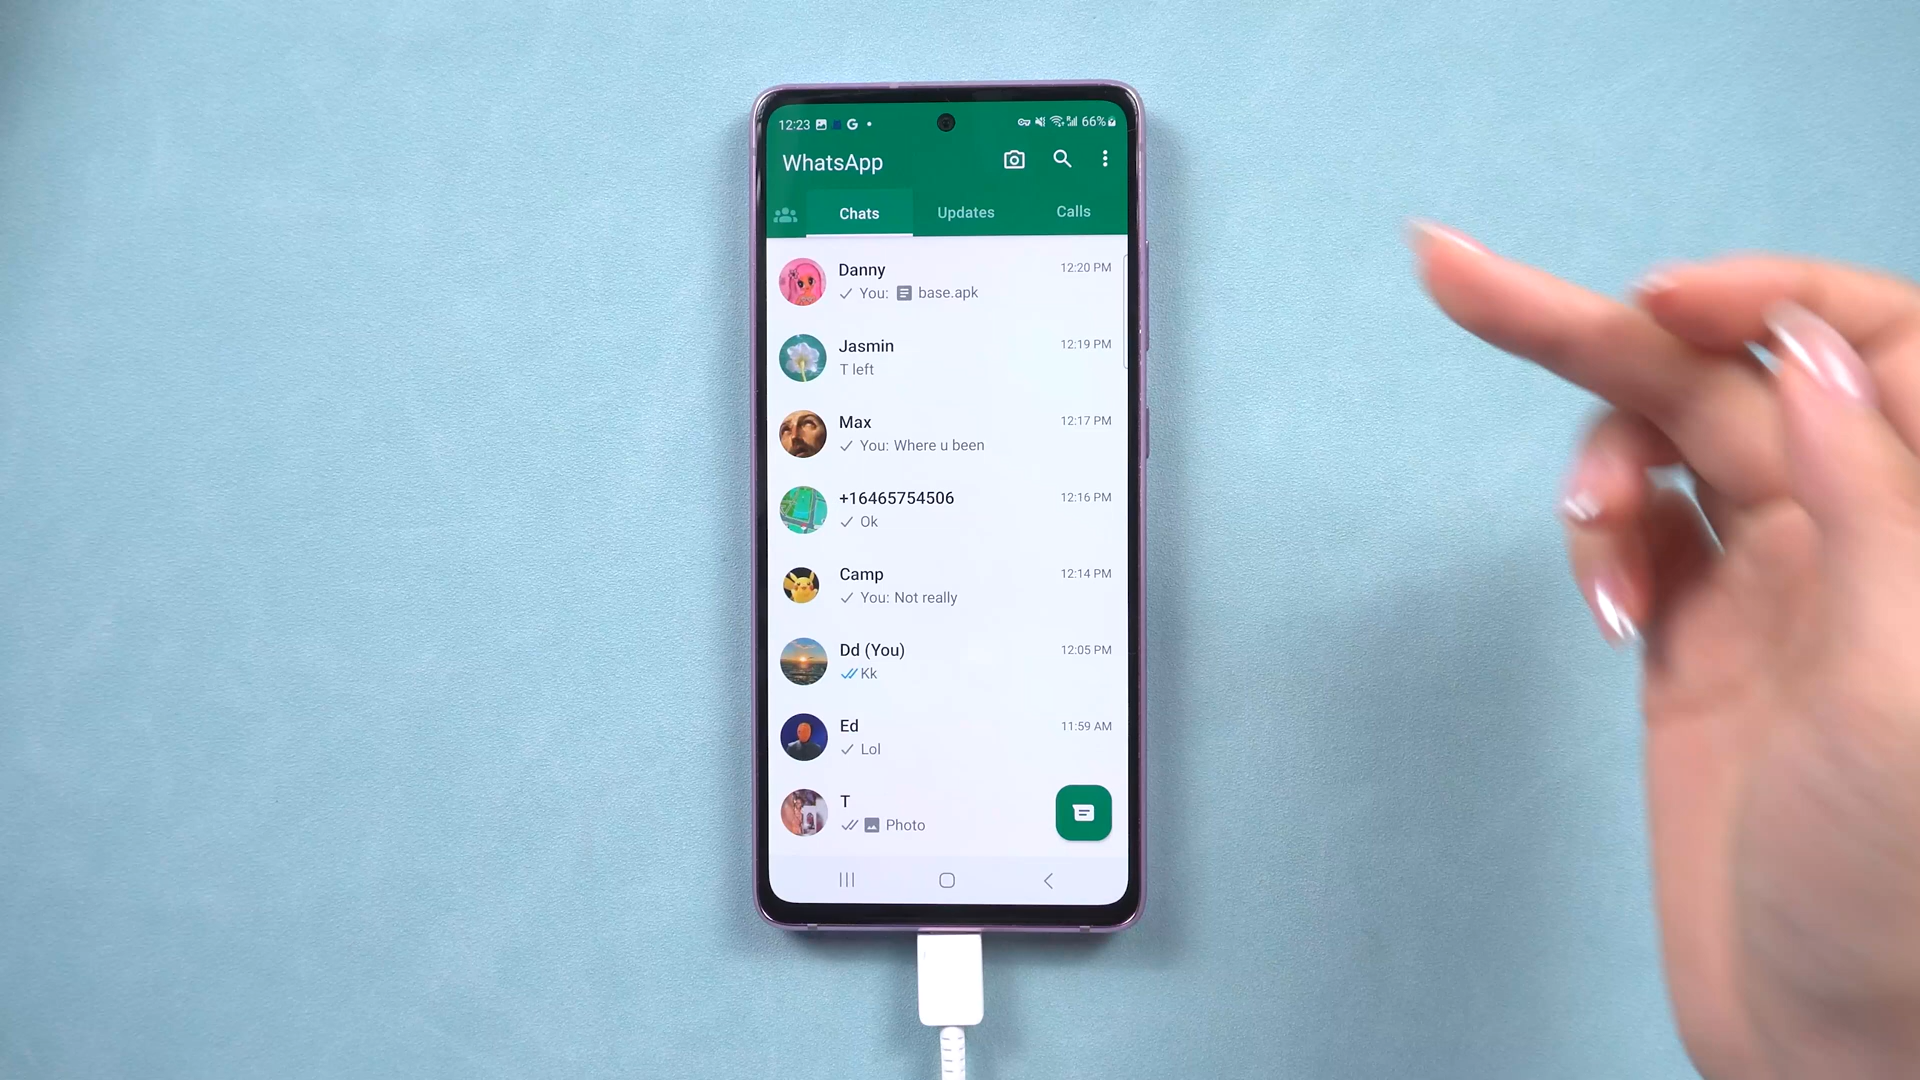 12:23 G 66%
WhatsApp
Chats Updates Calls
Danny 12:20 PM
You: base.apk
Jasmin 12:19 PM
T left
Max 12:17 PM
You: Where u been
+16465754506 12:16 PM
Ok
Camp 12:14 PM
You: Not really
Dd (You) 12:05 PM
Kk
Ed 11:59 AM
Lol
T
Photo